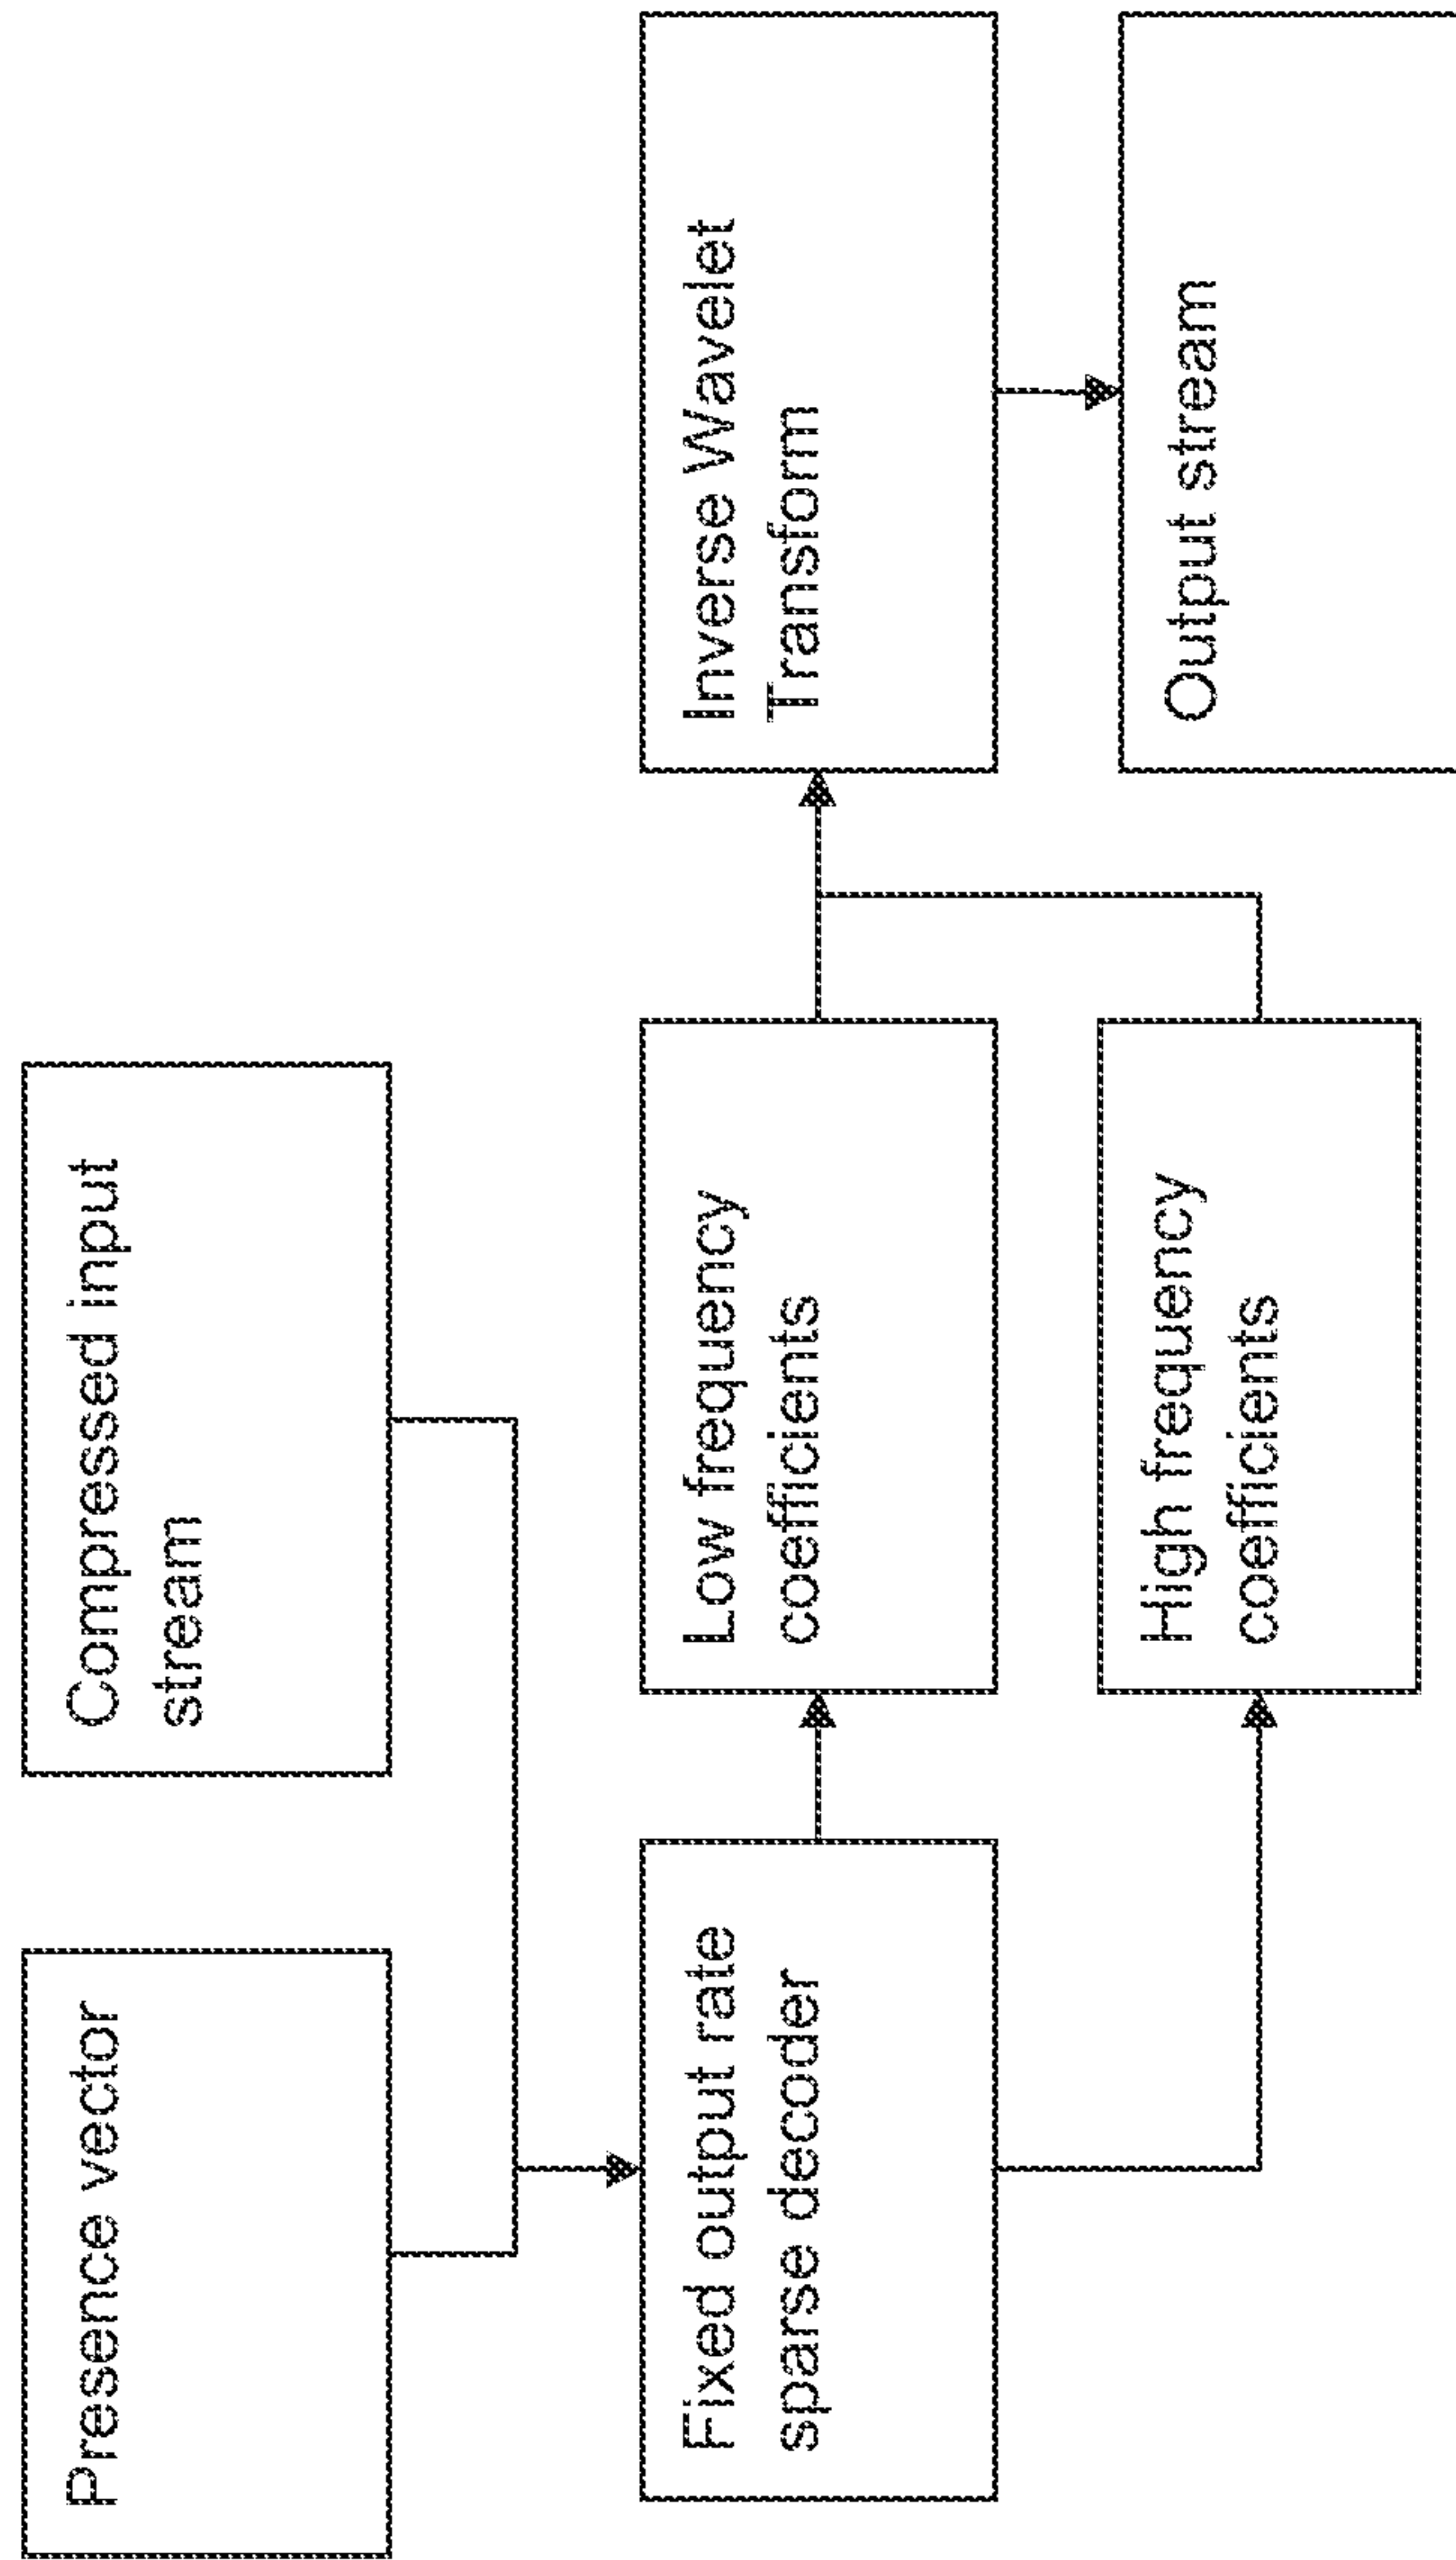 Presence vector
Compressed input
stream
Fixed output rate
sparse decoder
Low frequency
coefficients
Inverse Wavelet
Transform
High frequency
coefficients
Output stream